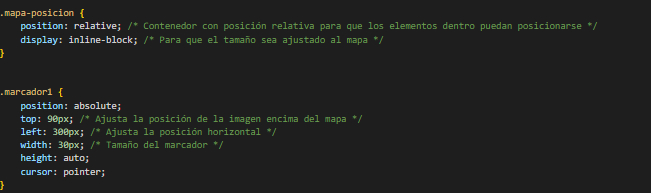 .mapa-posicion {
    position: relative; /* Contenedor con posición relativa para que los elementos dentro puedan posicionarse */
    display: inline-block; /* Para que el tamaño sea ajustado al mapa */
}
.marcador1 {
    position: absolute;
    top: 90px; /* Ajusta la posición de la imagen encima del mapa */
    left: 300px; /* Ajusta la posición horizontal */
    width: 30px; /* Tamaño del marcador */
    height: auto;
    cursor: pointer;
}